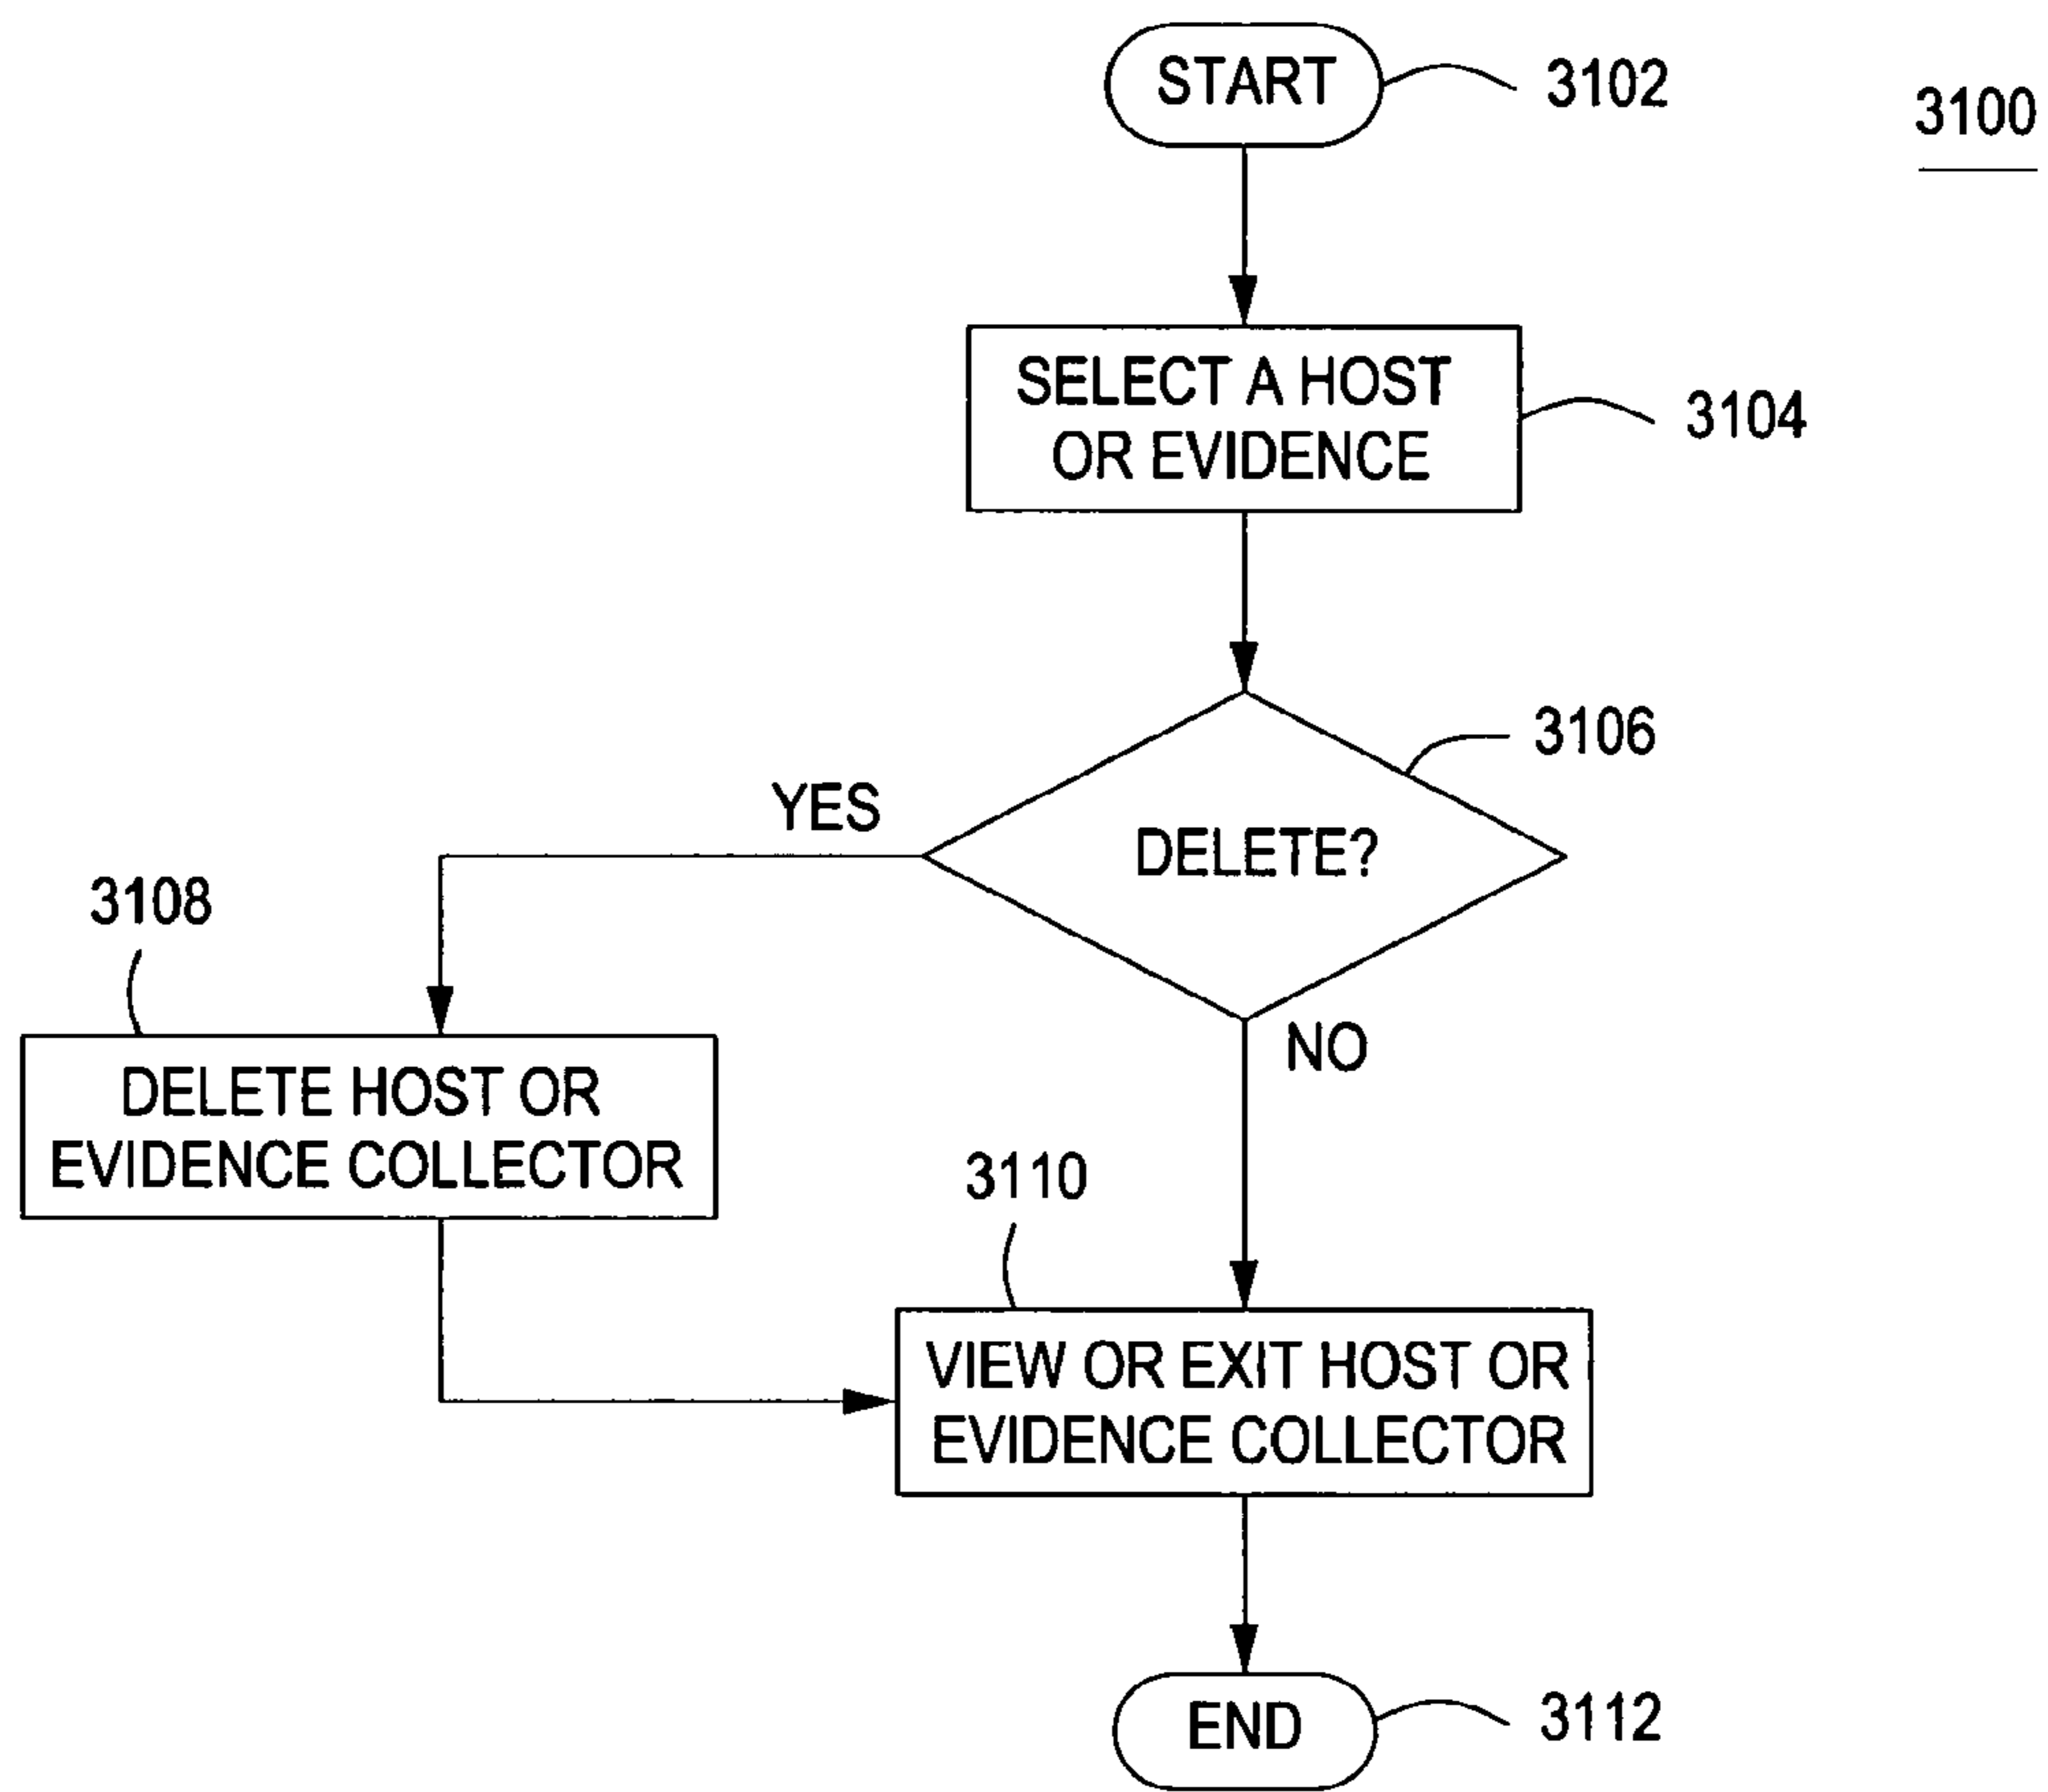 START
3102
3100
SELECT A HOST
OR EVIDENCE
3104
3106
YES
DELETE?
3108
NO
DELETE HOST OR
EVIDENCE COLLECTOR
3110
VIEW OR EXIT HOST OR
EVIDENCE COLLECTOR
END
3112